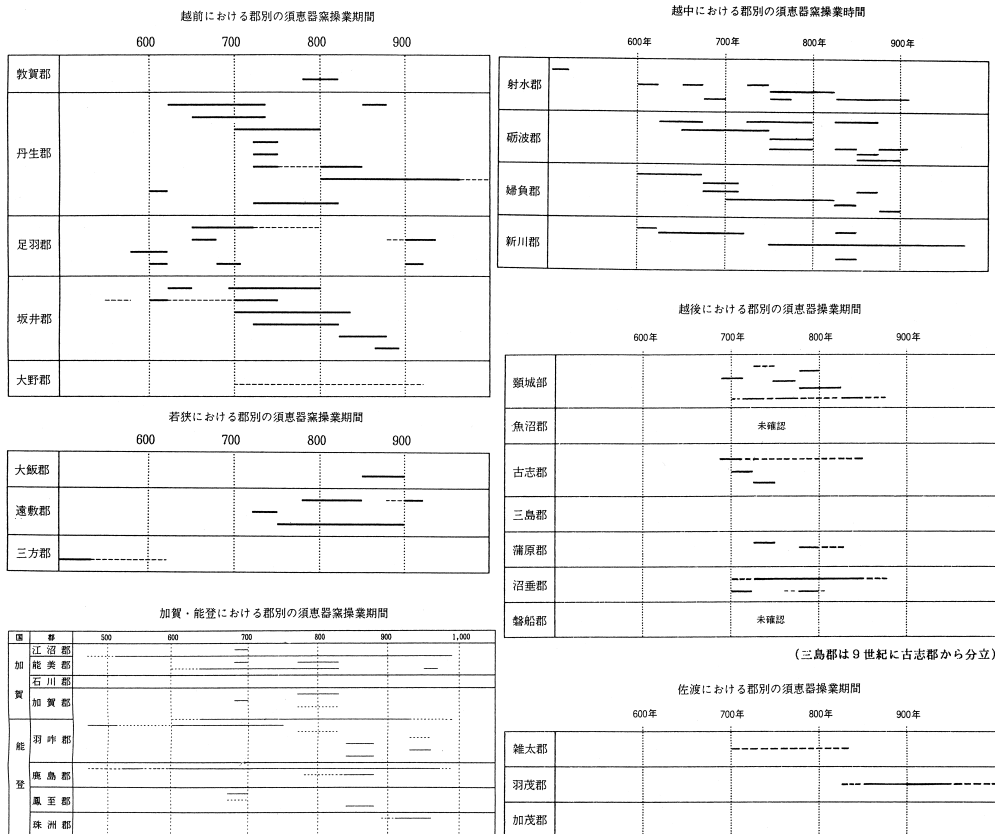 越前における郡別の須恵器窯操業期間
600 700 800 900
敦賀郡
丹生郡
足羽郡
坂井郡
大野郡
若狭における郡別の須恵器窯操業期間
600 700 800 900
大飯郡
遠敷郡
三方郡
加賀・能登における郡別の須恵器窯操業期間
国 郡 500 600 700 800 900 1,000
加賀
江沼郡
能美郡
石川郡
加賀郡
能登
羽咋郡
鹿島郡
鳳至郡
珠洲郡
越中における郡別の須恵器窯操業時間
600年 700年 800年 900年
射水郡
砺波郡
婦負郡
新川郡
越後における郡別の須恵器操業期間
600年 700年 800年 900年
頸城部
魚沼郡 未確認
古志郡
三島郡
蒲原郡
沼垂郡
磐船郡 未確認
(三島郡は9世紀に古志郡から分立)
佐渡における郡別の須恵器窯操業期間
600年 700年 800年 900年
雑太郡
羽茂郡
加茂郡